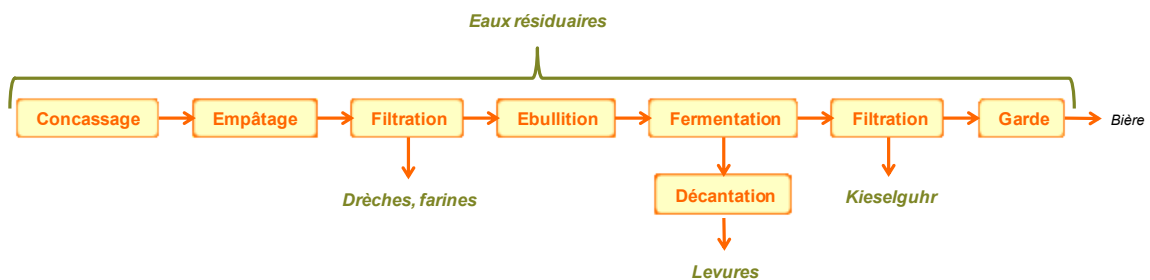 Eaux résiduaires
Concassage
Empâtage
Filtration
Ebullition
Fermentation
Filtration
Garde
Bière
Drèches, farines
Décantation
Kieselguhr
Levures